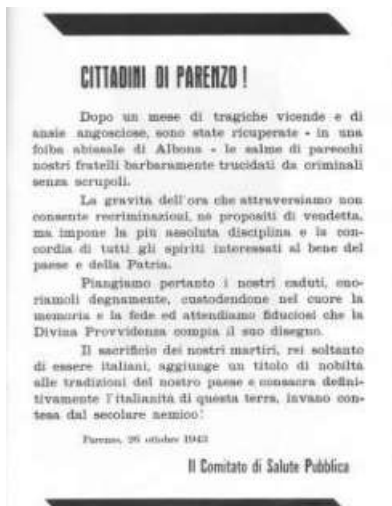 CITTADINI DI PARENZO!
Dopo un mese di tragiche vicende e di
ansie angosciose, sono state ricuperate - in una
foiba abissale di Albona - le salme di parecchi
nostri fratelli barbaramente trucidati da criminali
senza scrupoli.
La gravità dell'ora che attraversiamo non
consente recriminazioni, nè propositi di vendetta,
ma impone la più assoluta disciplina e la con-
cordia di tutti gli spiriti interessati al bene del
paese e della Patria.
Piangiamo pertanto i nostri caduti, ono-
riamoli degnamente, custodendone nel cuore la
memoria e la fede ed attendiamo fiduciosi che la
Divina Provvidenza compia il suo disegno.
Il sacrificio dei nostri martiri, rei soltanto
di essere italiani, aggiunge un titolo di nobiltà
alle tradizioni del nostro paese e consacra defini-
tivamente l'italianità di questa terra, invano con-
tesa dal secolare nemico!
Parenzo, 26 ottobre 1943
Il Comitato di Salute Pubblica